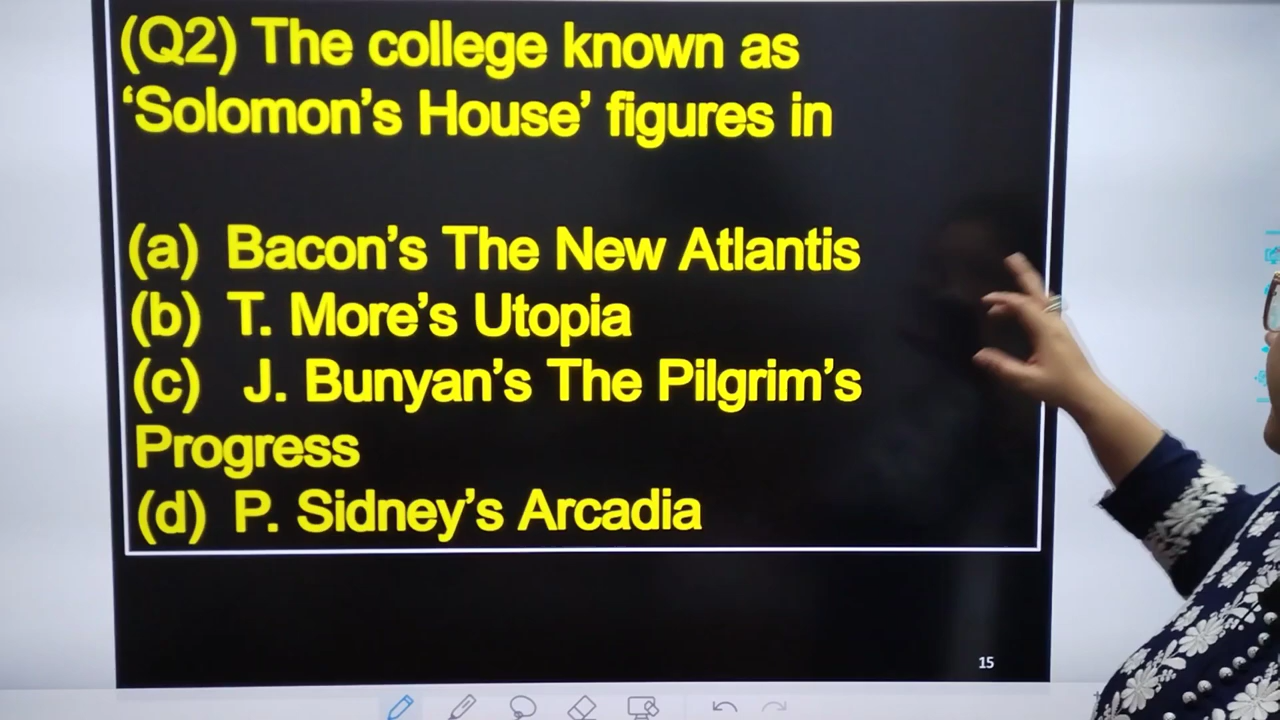 (Q2) The college known as
‘Solomon’s House’ figures in
(a) Bacon’s The New Atlantis
(b) T. More’s Utopia
(c) J. Bunyan’s The Pilgrim’s
Progress
(d) P. Sidney’s Arcadia
15